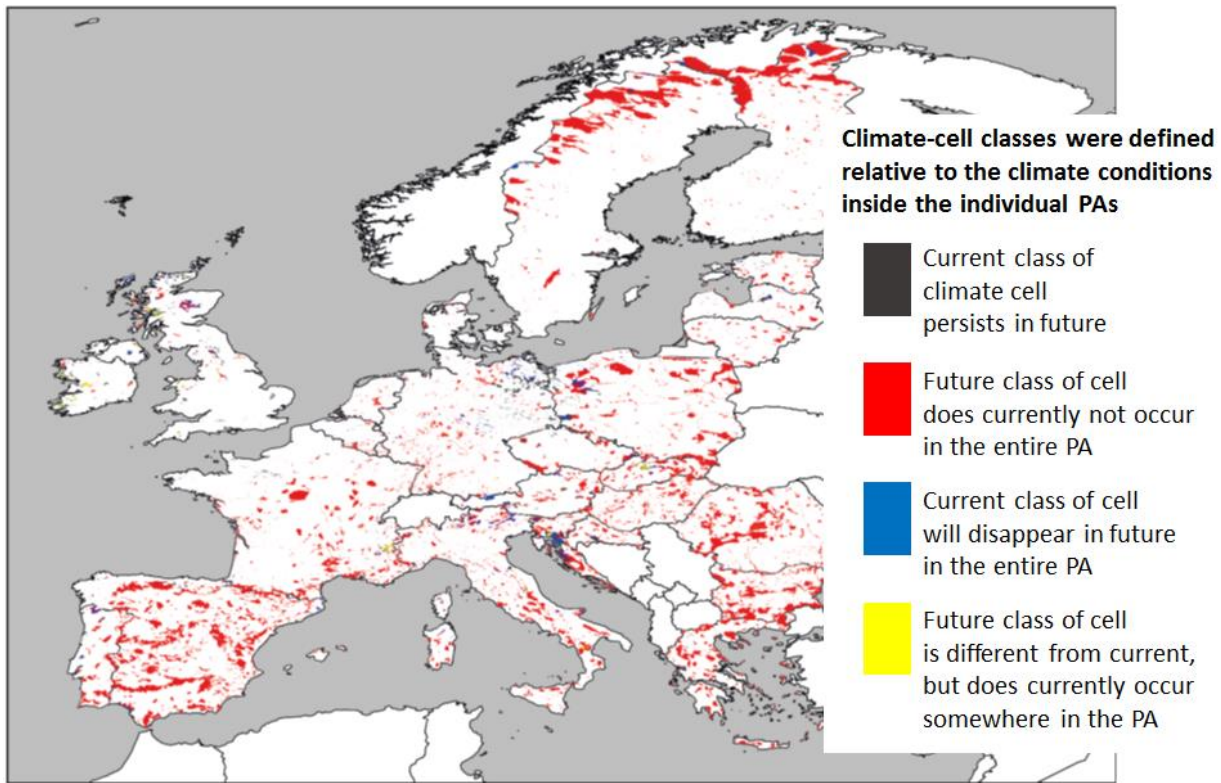 Climate-cell classes were defined
relative to the climate conditions
inside the individual PAs
Current class of
climate cell
persists in future
Future class of cell
does currently not occur
in the entire PA
Current class of cell
will disappear in future
in the entire PA
Future class of cell
is different from current,
but does currently occur
somewhere in the PA